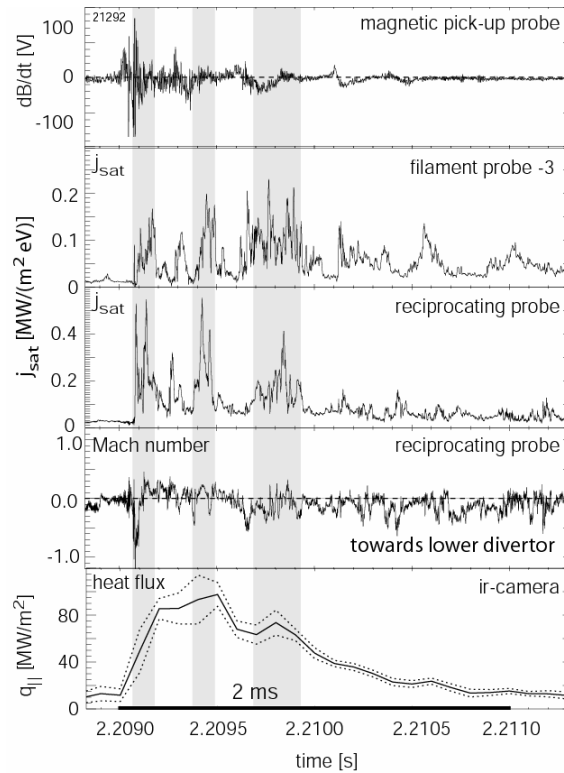 21292
magnetic pick-up probe
dB/dt [V]
100
0
-100
jsat
filament probe -3
0.2
0.1
0
jsat [MW/(m² eV)]
jsat
reciprocating probe
0.4
0.2
0
Mach number
reciprocating probe
1.0
0.0
-1.0
towards lower divertor
heat flux
ir-camera
q|| [MW/m²]
80
40
0
2 ms
2.2090 2.2095 2.2100 2.2105 2.2110
time [s]